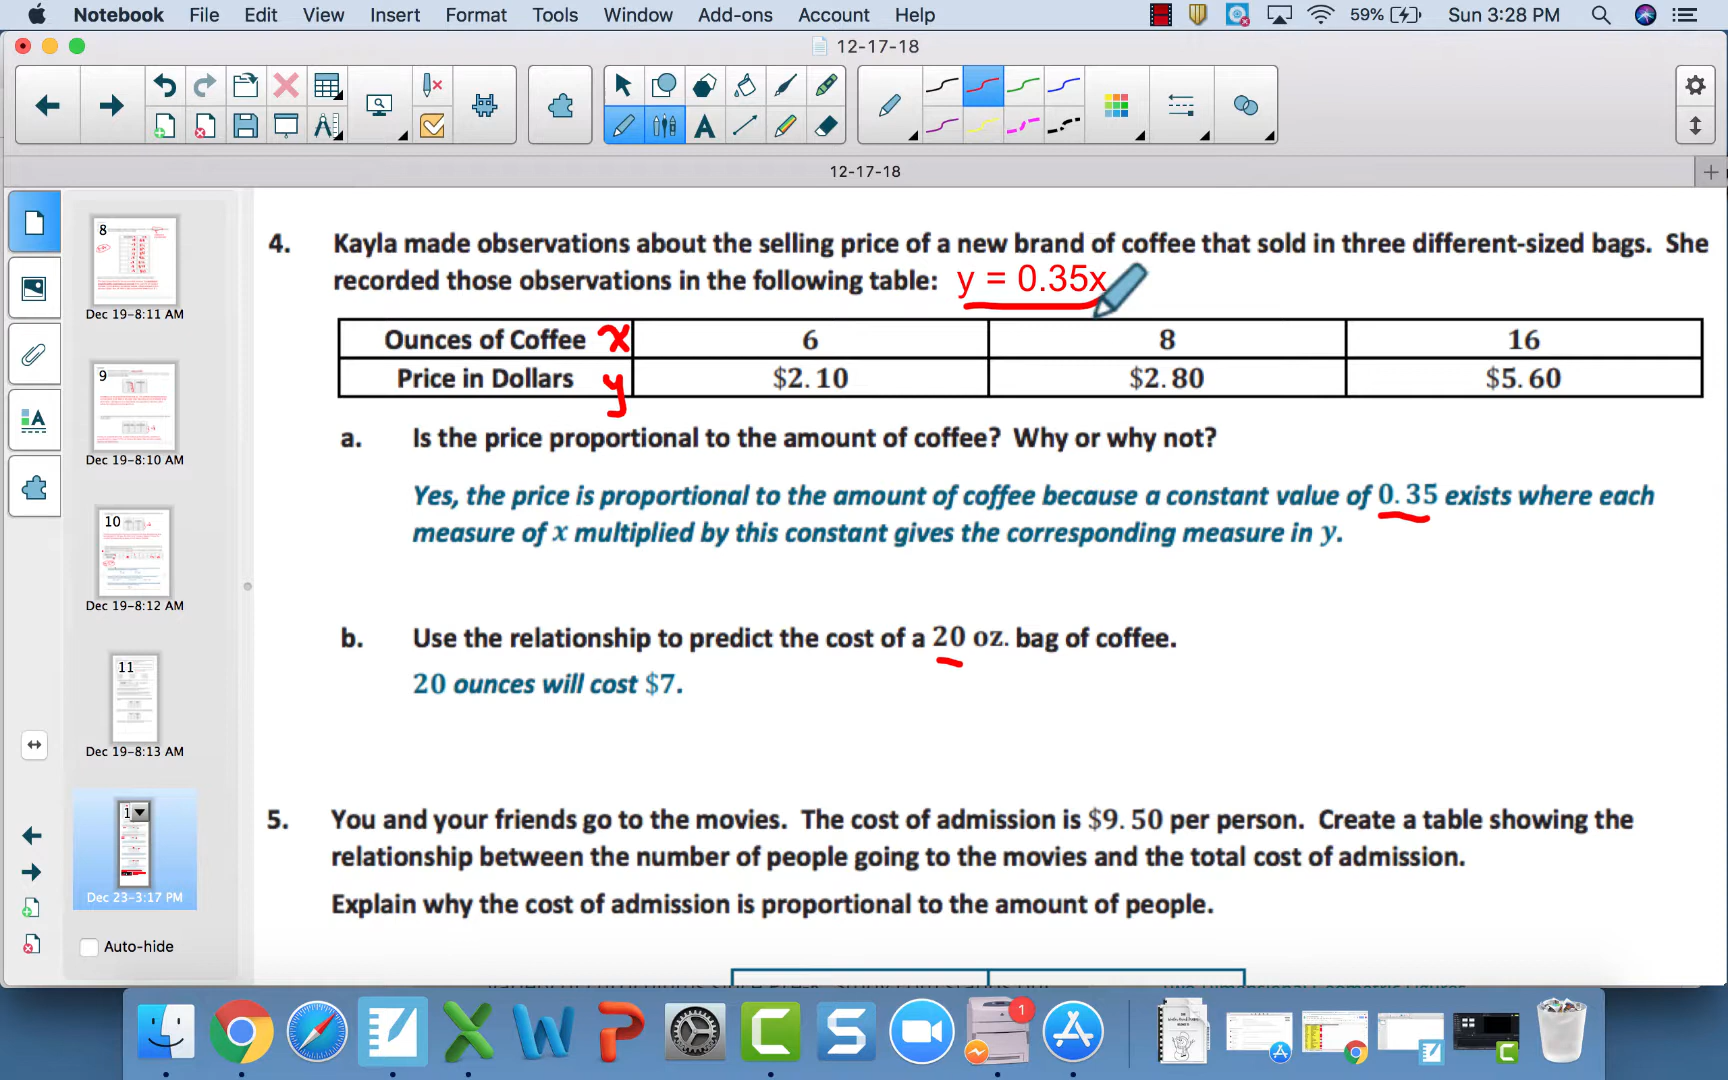 Notebook File Edit View Insert Format Tools Window Add-ons Account Help 59% Sun 3:28 PM
12-17-18
12-17-18
8
Dec 19-8:11 AM
9
Dec 19-8:10 AM
10
Dec 19-8:12 AM
11
Dec 19-8:13 AM
1
Dec 23-3:17 PM
Auto-hide
4. Kayla made observations about the selling price of a new brand of coffee that sold in three different-sized bags. She
recorded those observations in the following table: y = 0.35x
Ounces of Coffee x 6 8 16
Price in Dollars y $2.10 $2.80 $5.60
a. Is the price proportional to the amount of coffee? Why or why not?
Yes, the price is proportional to the amount of coffee because a constant value of 0.35 exists where each
measure of x multiplied by this constant gives the corresponding measure in y.
b. Use the relationship to predict the cost of a 20 oz. bag of coffee.
20 ounces will cost $7.
5. You and your friends go to the movies. The cost of admission is $9.50 per person. Create a table showing the
relationship between the number of people going to the movies and the total cost of admission.
Explain why the cost of admission is proportional to the amount of people.
1